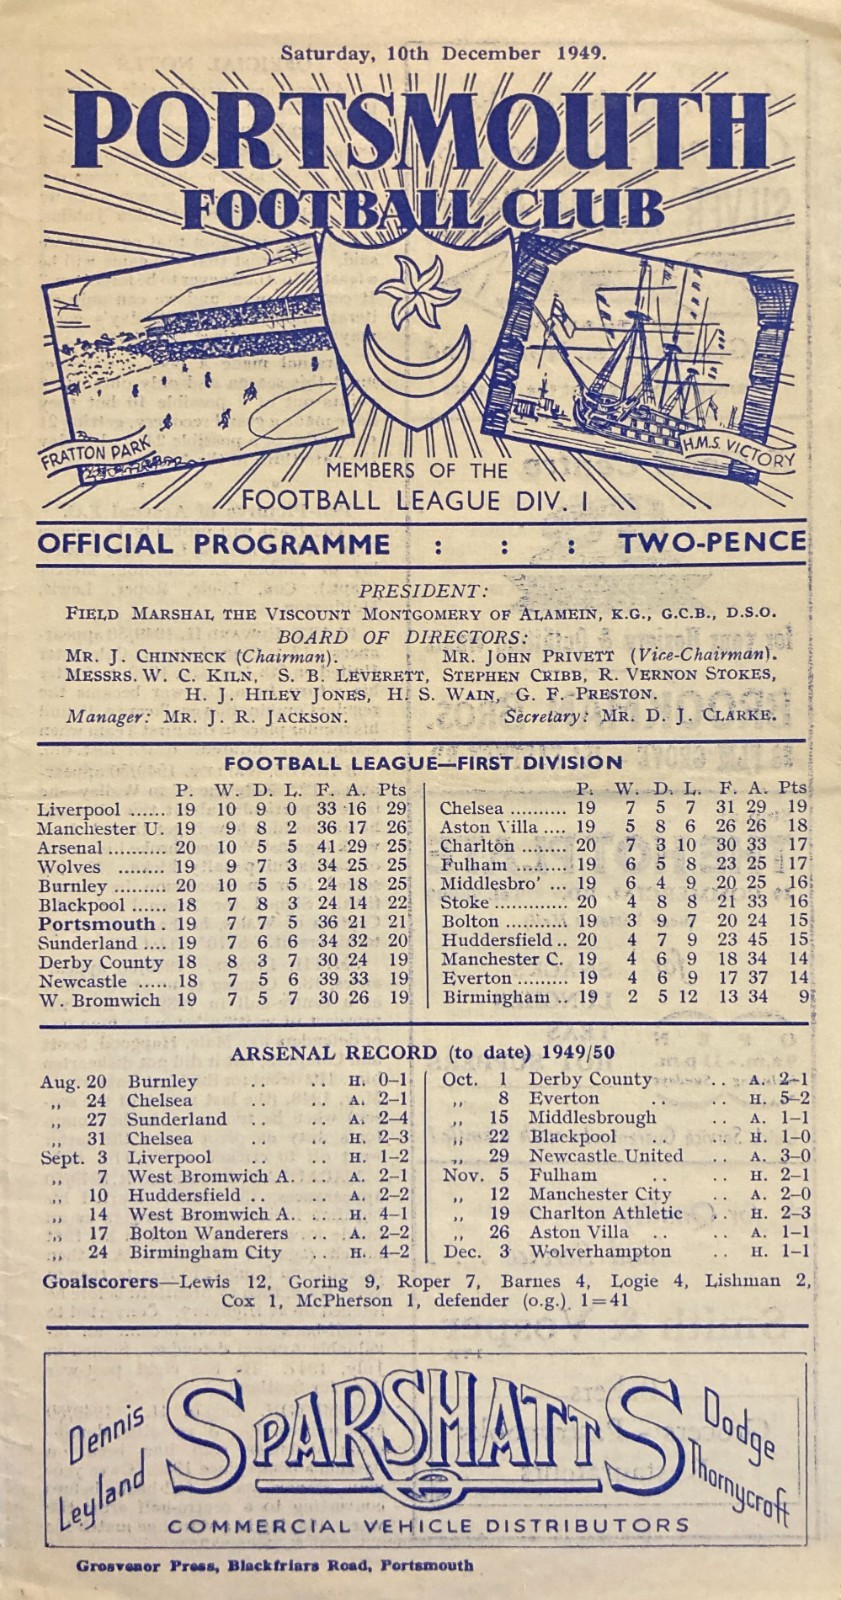 Saturday, 10th December 1949.
PORTSMOUTH
FOOTBALL CLUB
FRATTON PARK
H.M.S. VICTORY
MEMBERS OF THE
FOOTBALL LEAGUE DIV. I
OFFICIAL PROGRAMME : : : TWO-PENCE
PRESIDENT:
FIELD MARSHAL THE VISCOUNT MONTGOMERY OF ALAMEIN, K.G., G.C.B., D.S.O.
BOARD OF DIRECTORS:
MR. J. CHINNECK (Chairman). MR. JOHN PRIVETT (Vice-Chairman).
MESSRS. W. C. KILN, S. B. LEVERETT, STEPHEN CRIBB, R. VERNON STOKES,
H. J. HILEY JONES, H. S. WAIN, G. F. PRESTON.
Manager: MR. J. R. JACKSON. Secretary: MR. D. J. CLARKE.
FOOTBALL LEAGUE—FIRST DIVISION
P. W. D. L. F. A. Pts
Liverpool ...... 19 10 9 0 33 16 29
Manchester U. 19 9 8 2 36 17 26
Arsenal .......... 20 10 5 5 41 29 25
Wolves ........ 19 9 7 3 34 25 25
Burnley ......... 20 10 5 5 24 18 25
Blackpool ...... 18 7 8 3 24 14 22
Portsmouth . 19 7 7 5 36 21 21
Sunderland .... 19 7 6 6 34 32 20
Derby County 18 8 3 7 30 24 19
Newcastle ...... 18 7 5 6 39 33 19
W. Bromwich 19 7 5 7 30 26 19
P. W. D. L. F. A. Pts
Chelsea .......... 19 7 5 7 31 29 19
Aston Villa .... 19 5 8 6 26 26 18
Charlton ........ 20 7 3 10 30 33 17
Fulham ......... 19 6 5 8 23 25 17
Middlesbro' ... 19 6 4 9 20 25 16
Stoke ............ 20 4 8 8 21 33 16
Bolton ........... 19 3 9 7 20 24 15
Huddersfield .. 20 4 7 9 23 45 15
Manchester C. 19 4 6 9 18 34 14
Everton ......... 19 4 6 9 17 37 14
Birmingham .. 19 2 5 12 13 34 9
ARSENAL RECORD (to date) 1949/50
Aug. 20 Burnley .. .. H. 0-1
,, 24 Chelsea .. .. A. 2-1
,, 27 Sunderland .. .. A. 2-4
,, 31 Chelsea .. .. H. 2-3
Sept. 3 Liverpool .. .. H. 1-2
,, 7 West Bromwich A. .. A. 2-1
,, 10 Huddersfield .. .. A. 2-2
,, 14 West Bromwich A. .. H. 4-1
,, 17 Bolton Wanderers .. A. 2-2
,, 24 Birmingham City .. H. 4-2
Oct. 1 Derby County .. A. 2-1
,, 8 Everton .. .. H. 5-2
,, 15 Middlesbrough .. A. 1-1
,, 22 Blackpool .. .. H. 1-0
,, 29 Newcastle United .. A. 3-0
Nov. 5 Fulham .. .. H. 2-1
,, 12 Manchester City .. A. 2-0
,, 19 Charlton Athletic .. H. 2-3
,, 26 Aston Villa .. .. A. 1-1
Dec. 3 Wolverhampton .. H. 1-1
Goalscorers—Lewis 12, Goring 9, Roper 7, Barnes 4, Logie 4, Lishman 2,
Cox 1, McPherson 1, defender (o.g.) 1=41
Dennis
Leyland
SPARSHATTS
Dodge
Thornycroft
COMMERCIAL VEHICLE DISTRIBUTORS
Grosvenor Press, Blackfriars Road, Portsmouth